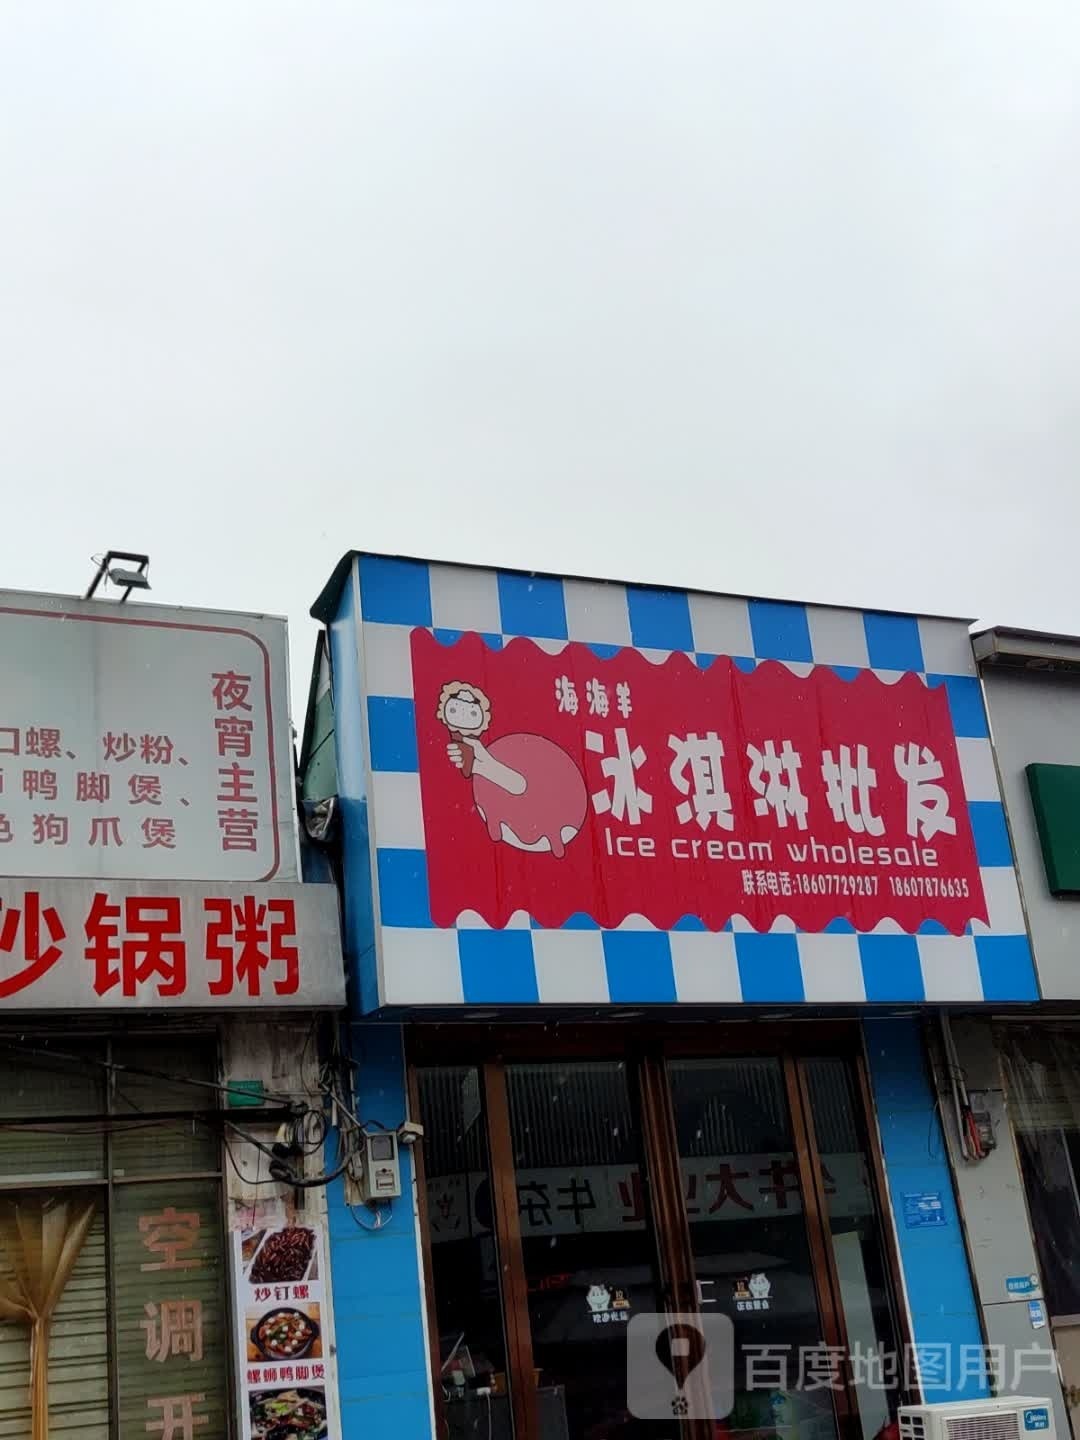 夜宵主营
口螺、炒粉、
鸭脚煲、
狗爪煲
炒锅粥
海海羊
冰淇淋批发
Ice cream wholesale
联系电话:18607729287 18607876635
空调开
炒钉螺
螺蛳鸭脚煲
Midea
百度地图用户